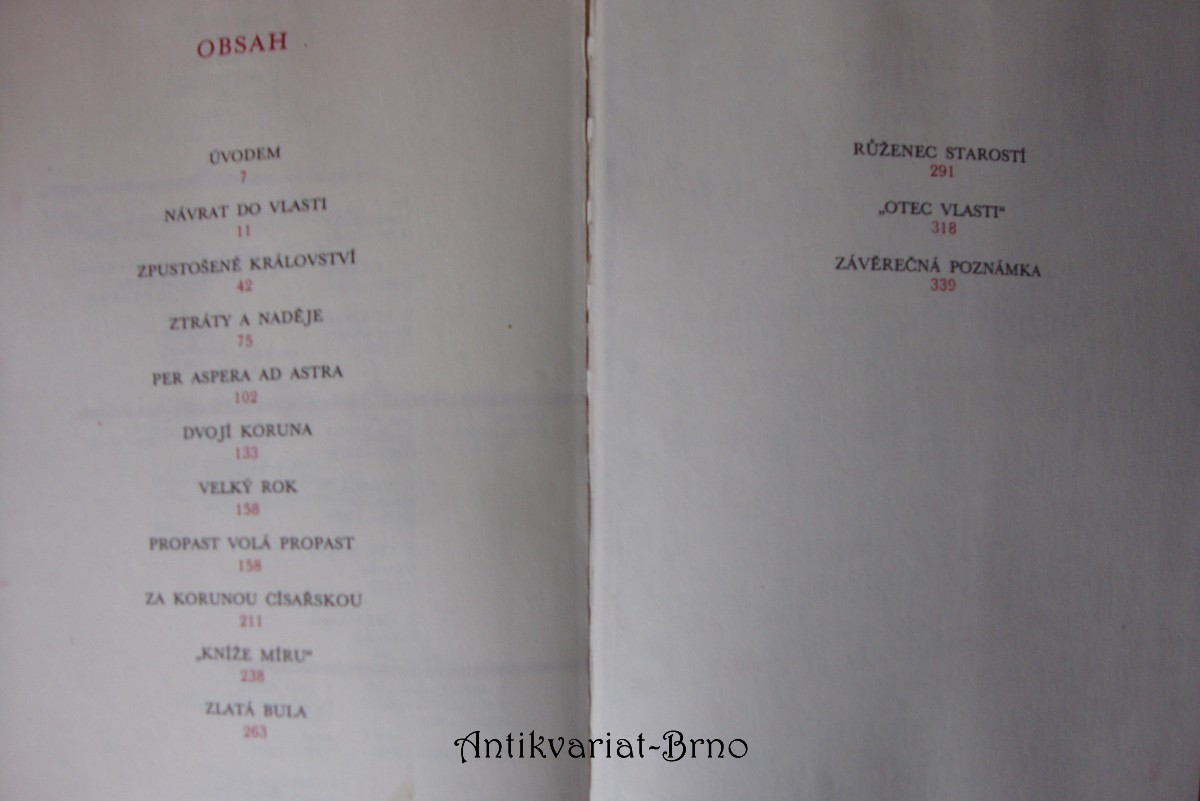 OBSAH
ÚVODEM
7
NÁVRAT DO VLASTI
11
ZPUSTOŠENÉ KRÁLOVSTVÍ
42
ZTRÁTY A NADĚJE
75
PER ASPERA AD ASTRA
102
DVOJÍ KORUNA
133
VELKÝ ROK
158
PROPAST VOLÁ PROPAST
158
ZA KORUNOU CÍSAŘSKOU
211
„KNÍŽE MÍRU“
238
ZLATÁ BULA
263
RŮŽENEC STAROSTÍ
291
„OTEC VLASTI“
318
ZÁVĚREČNÁ POZNÁMKA
339
Antikvariat-Brno